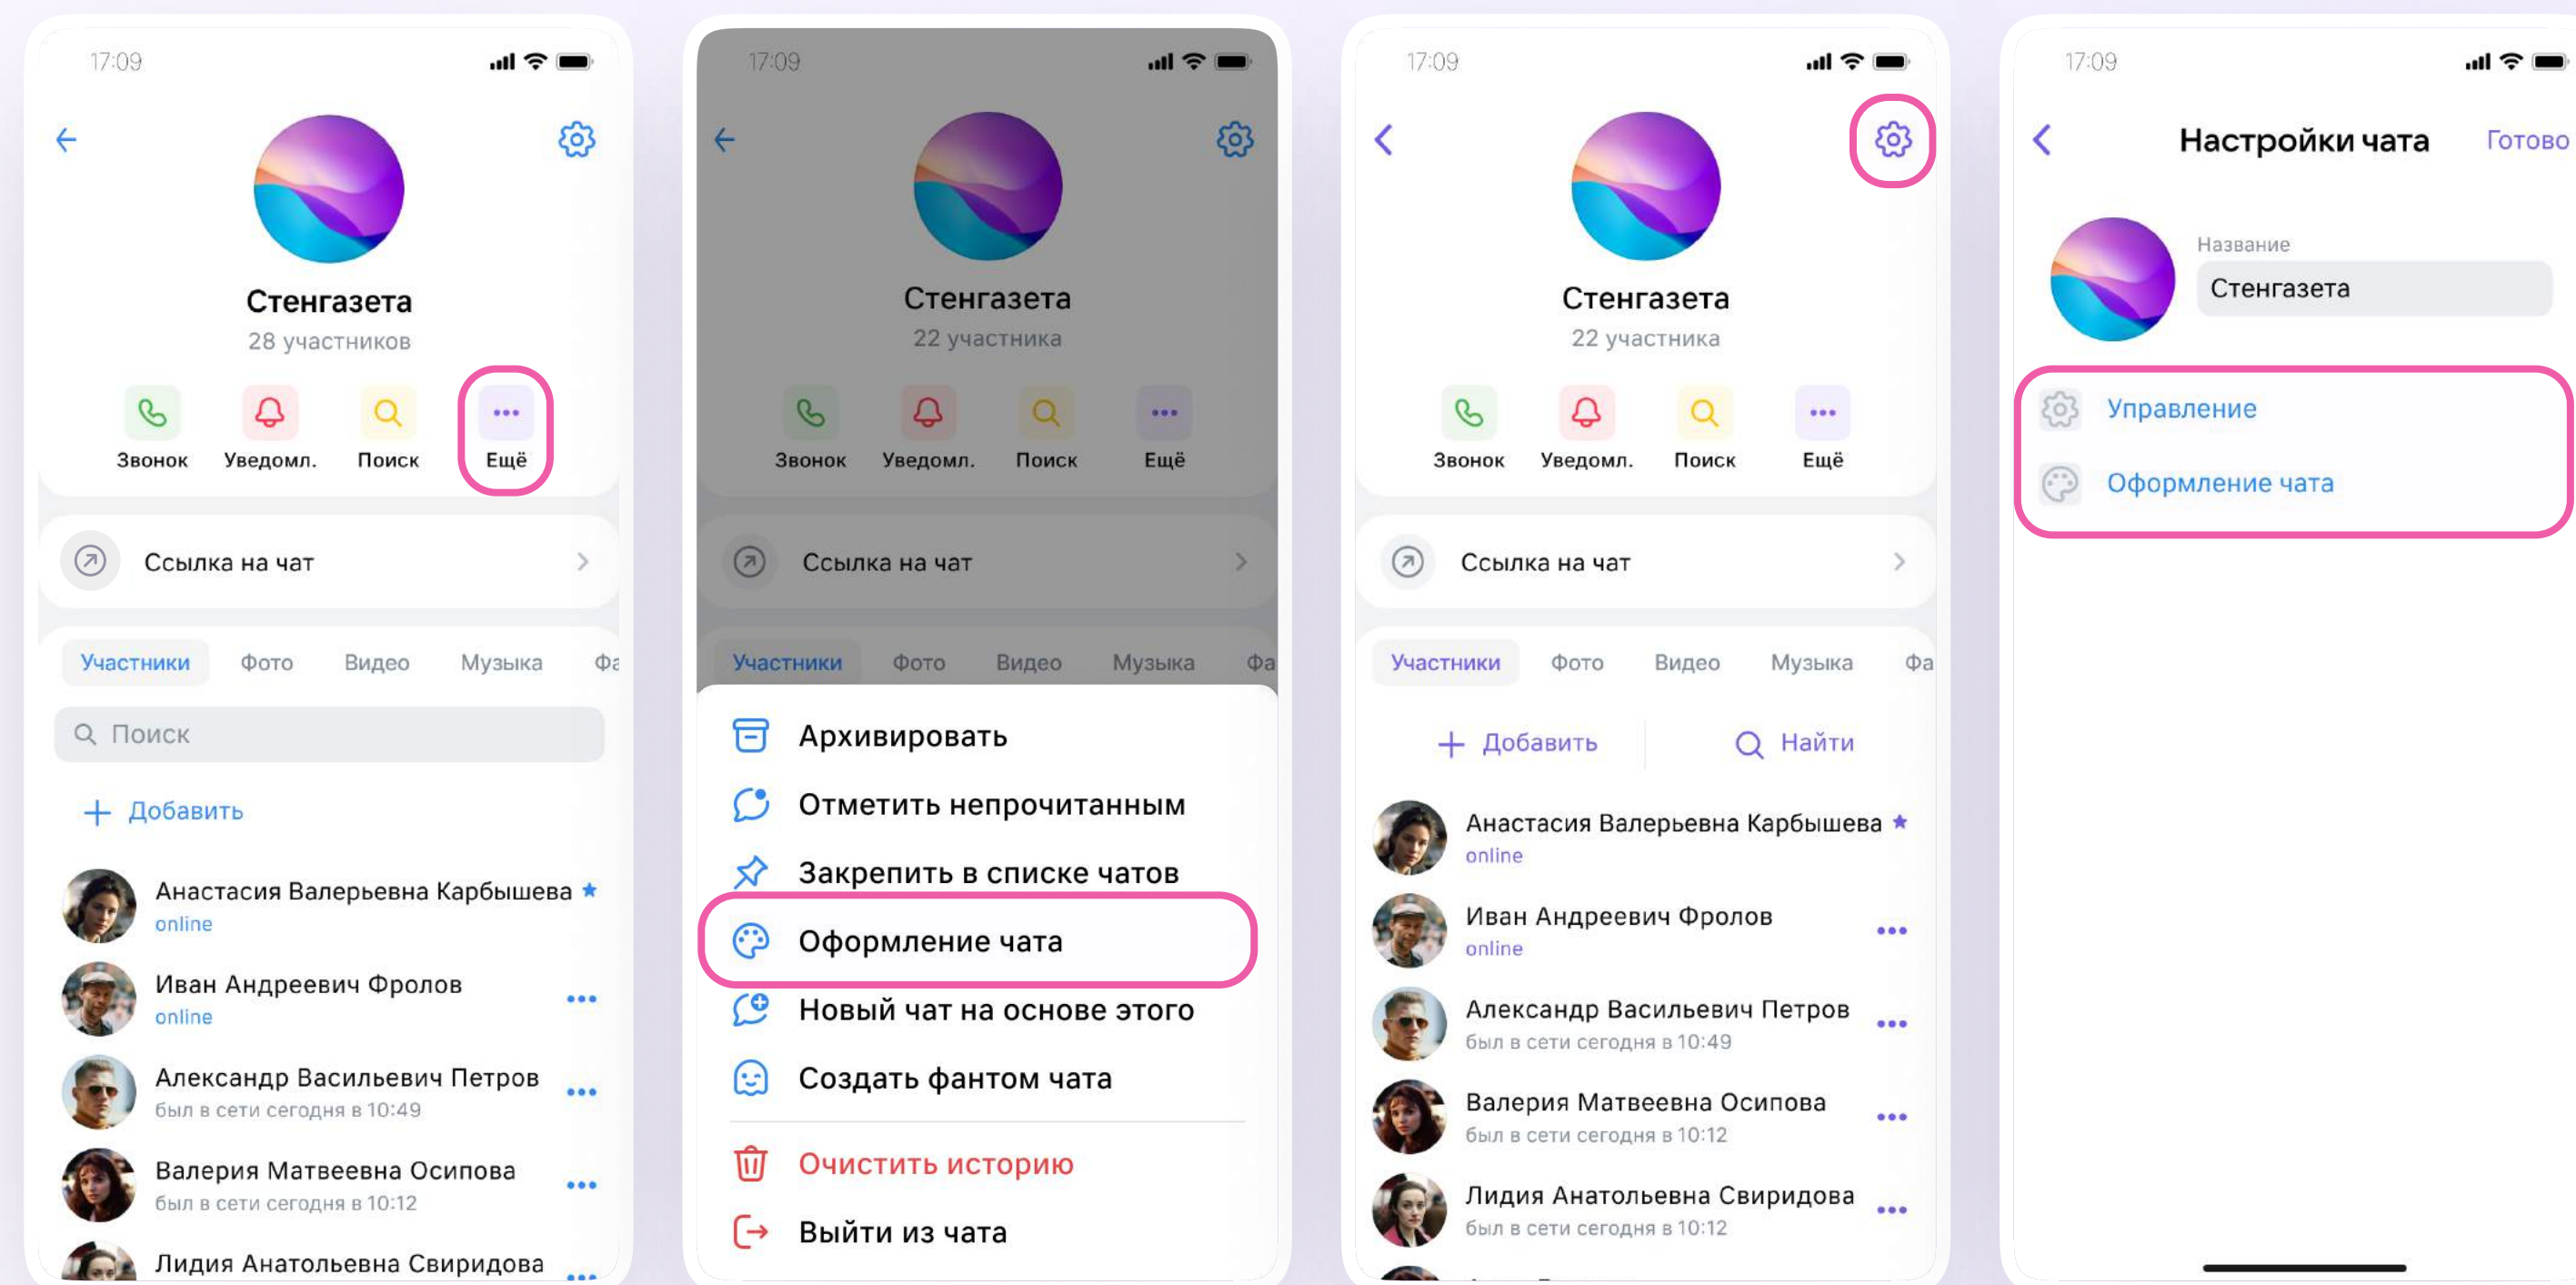 17:09
Стенгазета
28 участников
Звонок Уведомл. Поиск Ещё
Ссылка на чат
Участники Фото Видео Музыка Фа
Поиск
Добавить
Анастасия Валерьевна Карбышева
online
Иван Андреевич Фролов
online
Александр Васильевич Петров
был в сети сегодня в 10:49
Валерия Матвеевна Осипова
был в сети сегодня в 10:12
Лидия Анатольевна Свиридова
17:09
Стенгазета
22 участника
Звонок Уведомл. Поиск Ещё
Ссылка на чат
Участники Фото Видео Музыка Фа
Архивировать
Отметить непрочитанным
Закрепить в списке чатов
Оформление чата
Новый чат на основе этого
Создать фантом чата
Очистить историю
Выйти из чата
17:09
Стенгазета
22 участника
Звонок Уведомл. Поиск Ещё
Ссылка на чат
Участники Фото Видео Музыка Фа
Добавить Найти
Анастасия Валерьевна Карбышева
online
Иван Андреевич Фролов
online
Александр Васильевич Петров
был в сети сегодня в 10:49
Валерия Матвеевна Осипова
был в сети сегодня в 10:12
Лидия Анатольевна Свиридова
был в сети сегодня в 10:12
17:09
Настройки чата Готово
Название
Стенгазета
Управление
Оформление чата